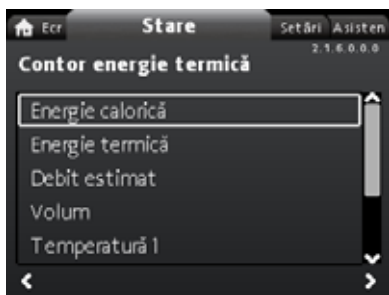 Ecr Stare Setări Asisten
2.1.6.0.0.0
Contor energie termică
Energie calorică
Energie termică
Debit estimat
Volum
Temperatură 1